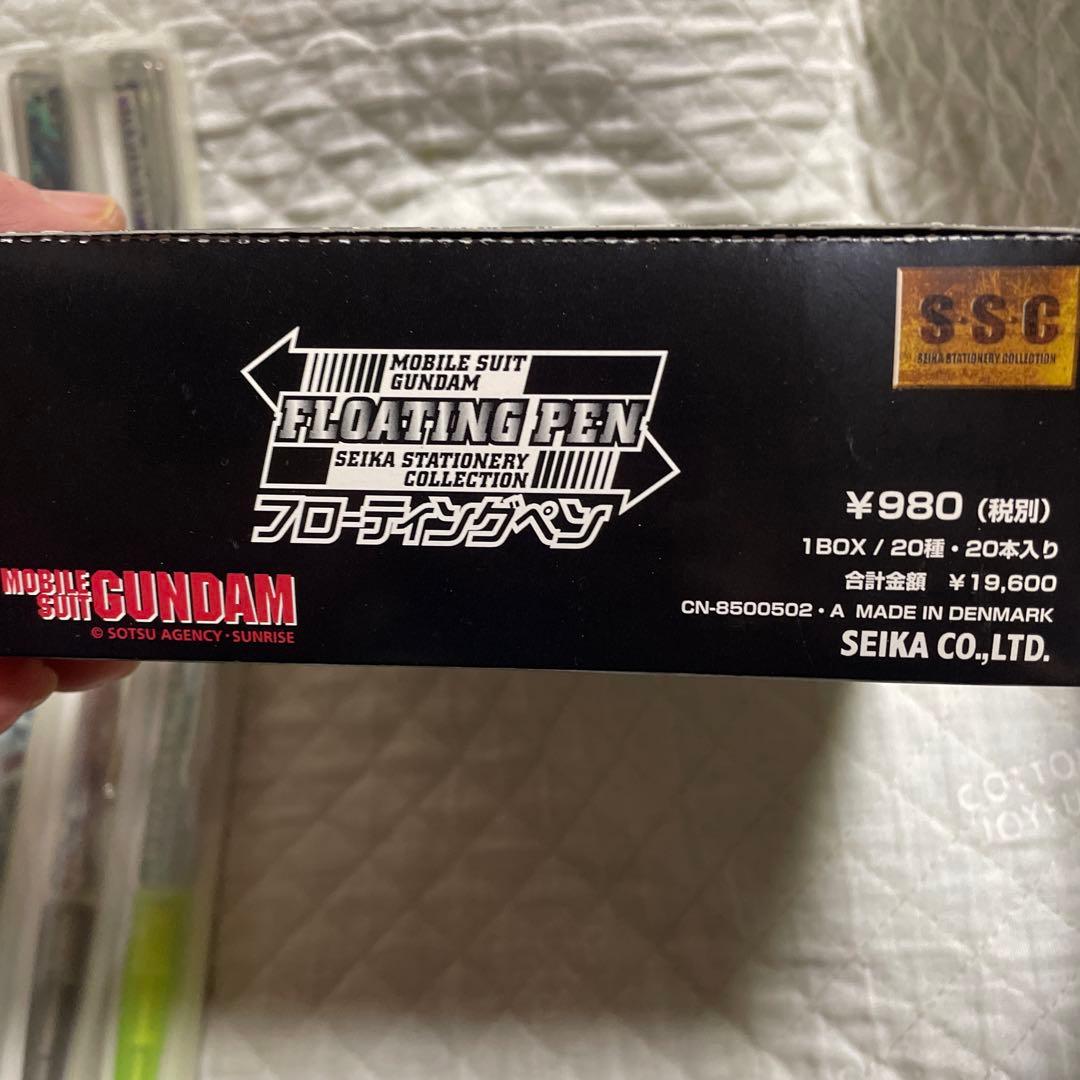 S·S·C
SEIKA STATIONERY COLLECTION
MOBILE SUIT
GUNDAM
FLOATING PEN
SEIKA STATIONERY
COLLECTION
フローティングペン
¥980 (税別)
1BOX / 20種・20本入り
合計金額 ¥19,600
CN-8500502・A MADE IN DENMARK
SEIKA CO.,LTD.
MOBILE
SUIT GUNDAM
© SOTSU AGENCY・SUNRISE